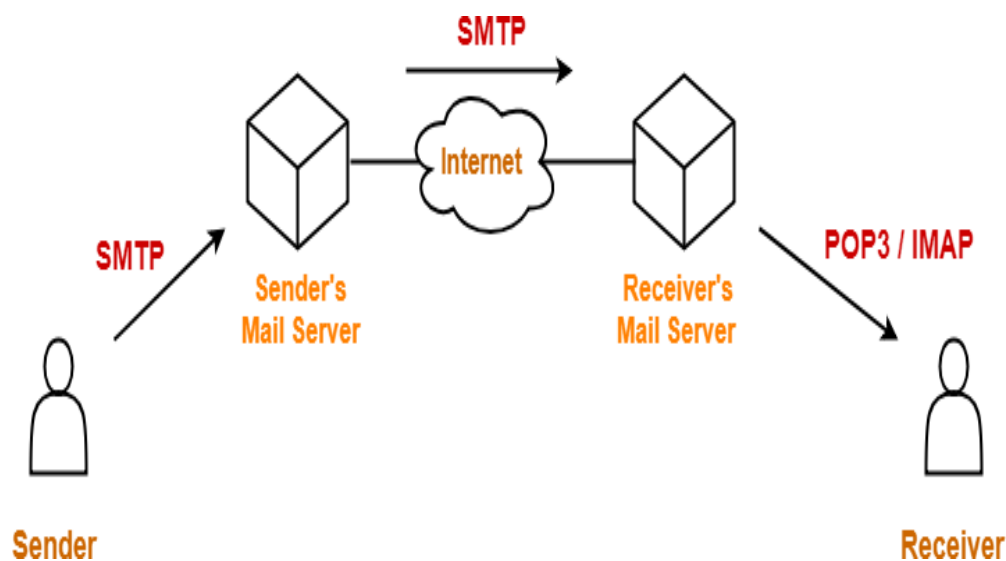 SMTP
Internet
SMTP
POP3 / IMAP
Sender's
Mail Server
Receiver's
Mail Server
Sender
Receiver